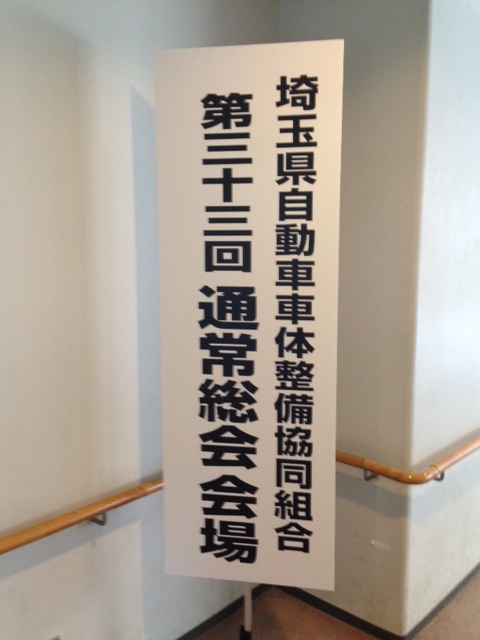 埼玉県自動車車体整備協同組合
第三十三回 通常総会会場